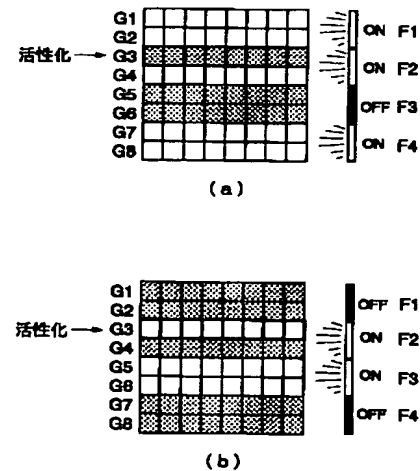 G1
G2
活性化 G3
G4
G5
G6
G7
G8
ON F1
ON F2
OFF F3
ON F4
(a)
G1
G2
活性化 G3
G4
G5
G6
G7
G8
OFF F1
ON F2
ON F3
OFF F4
(b)